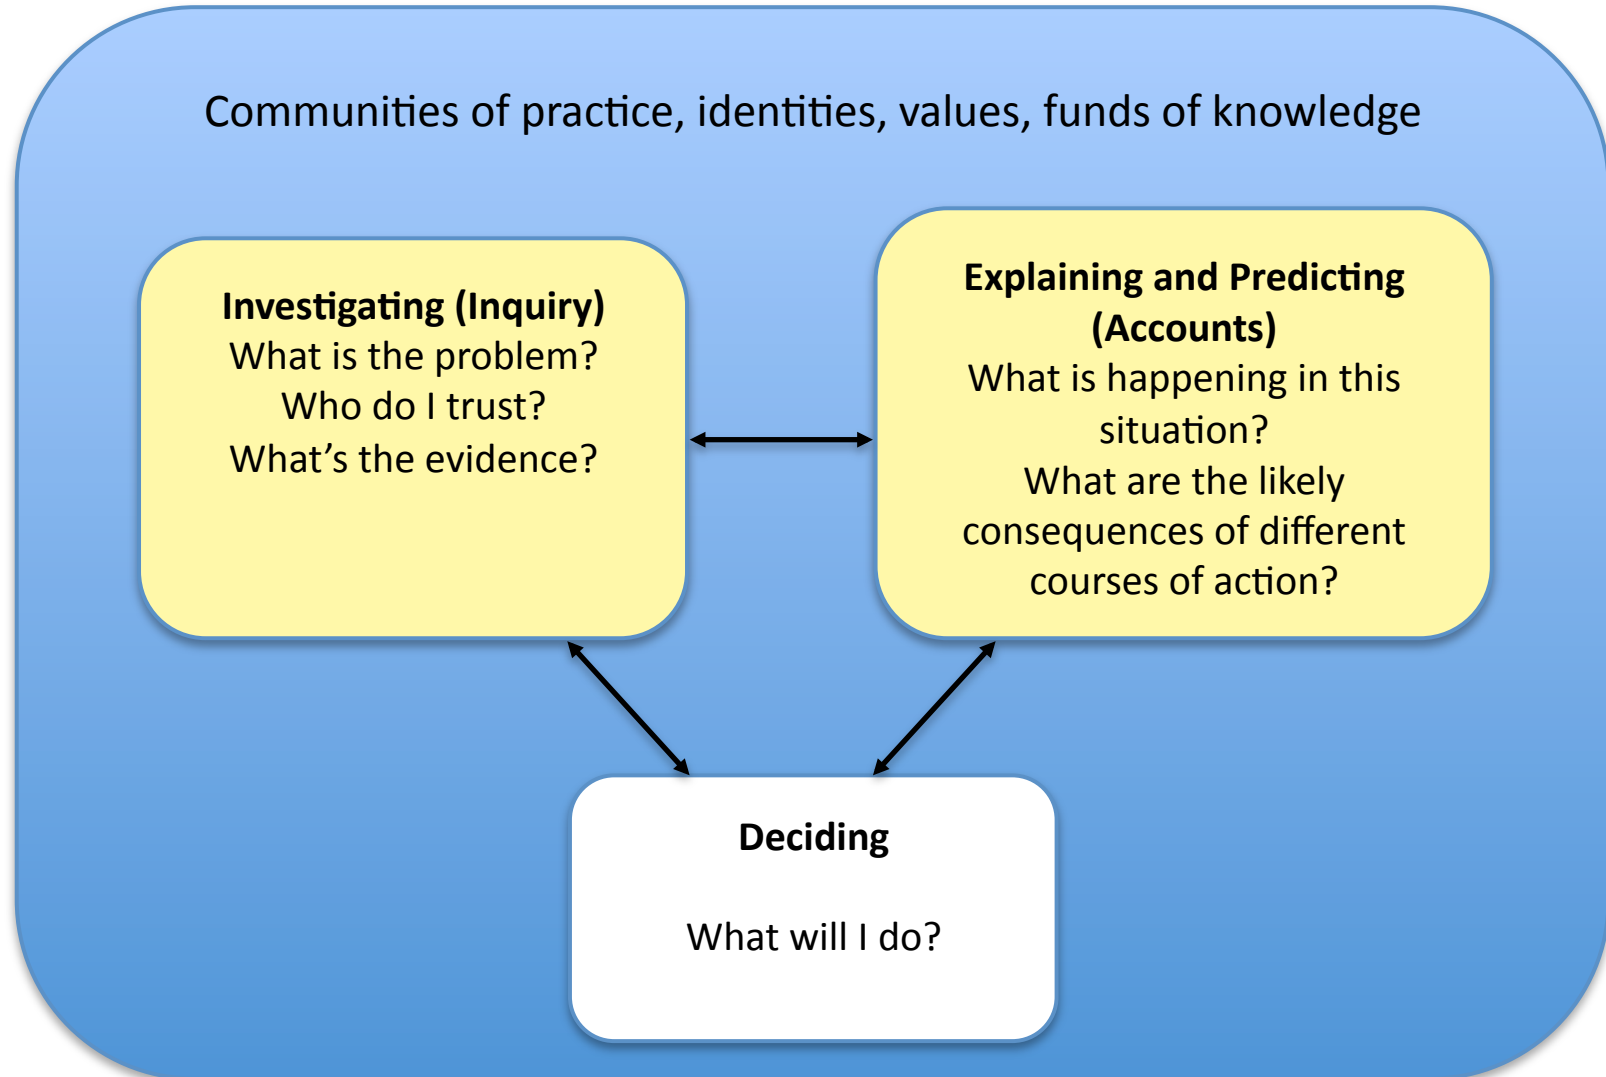 Communities of practice, identities, values, funds of knowledge
Investigating (Inquiry)
What is the problem?
Who do I trust?
What’s the evidence?
Explaining and Predicting
(Accounts)
What is happening in this
situation?
What are the likely
consequences of different
courses of action?
Deciding
What will I do?